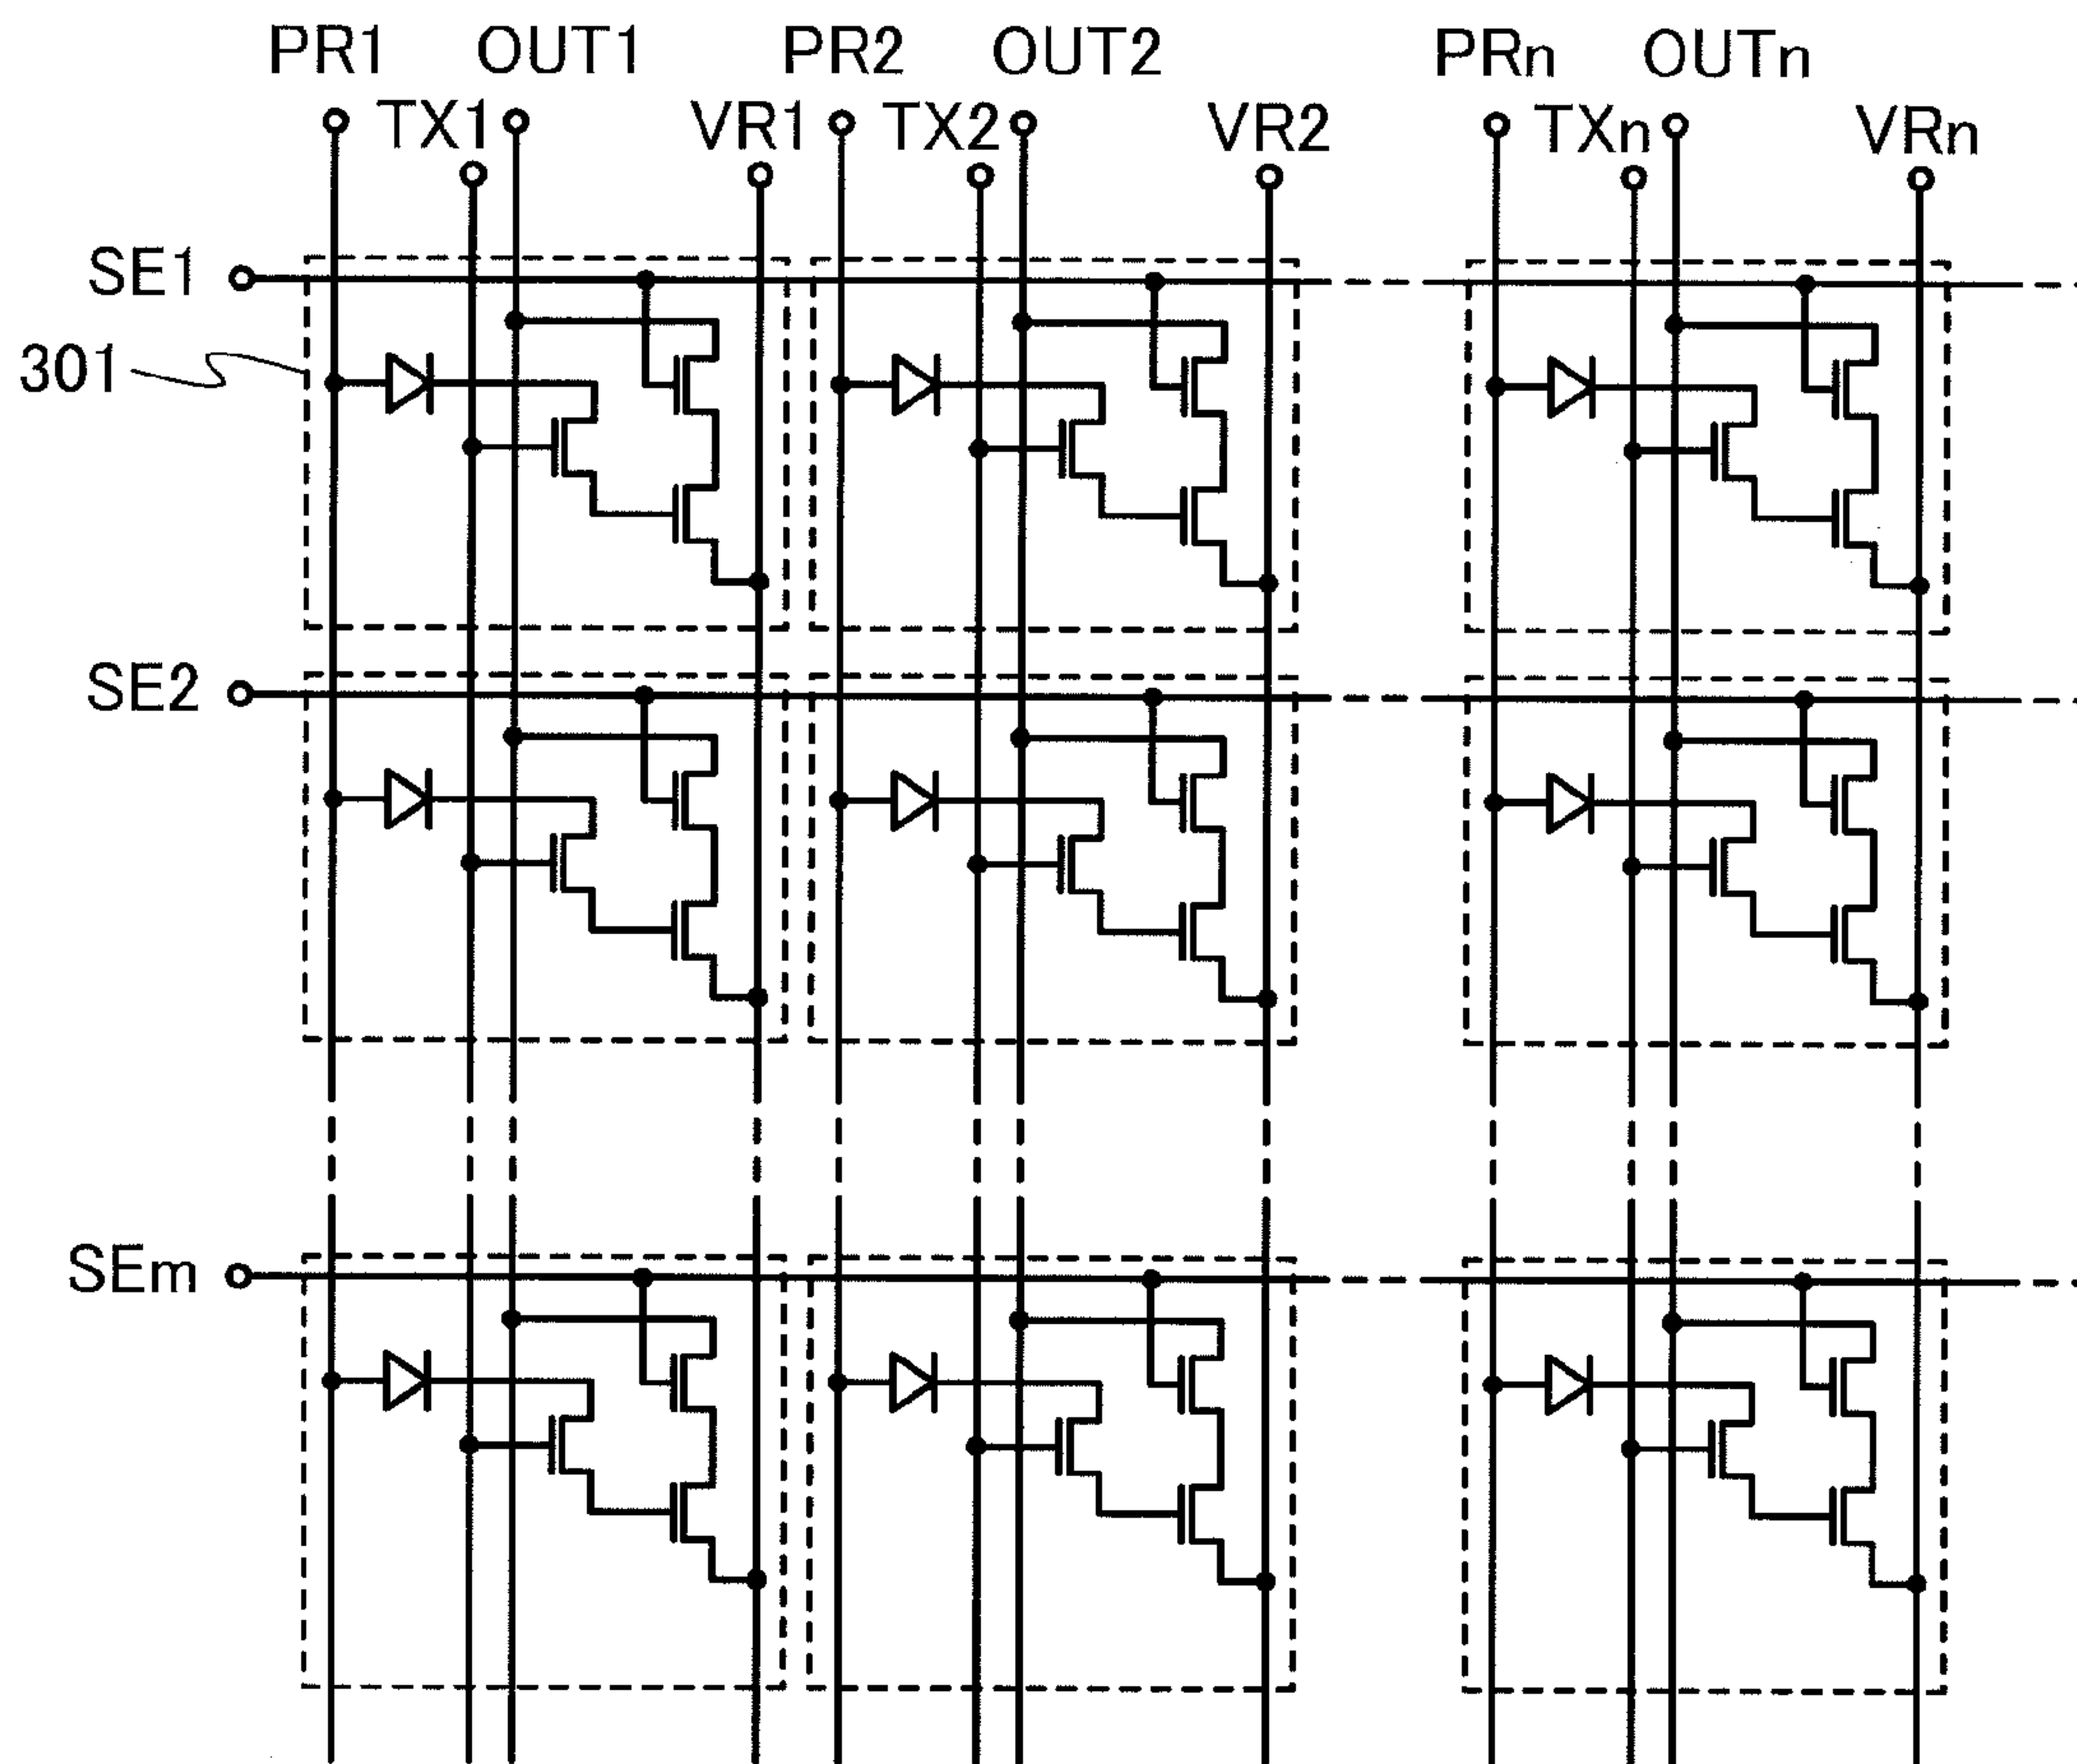 PR1 OUT1 PR2 OUT2 PRn OUTn
TX1 VR1 TX2 VR2 TXn VRn
SE1
301
SE2
SEm